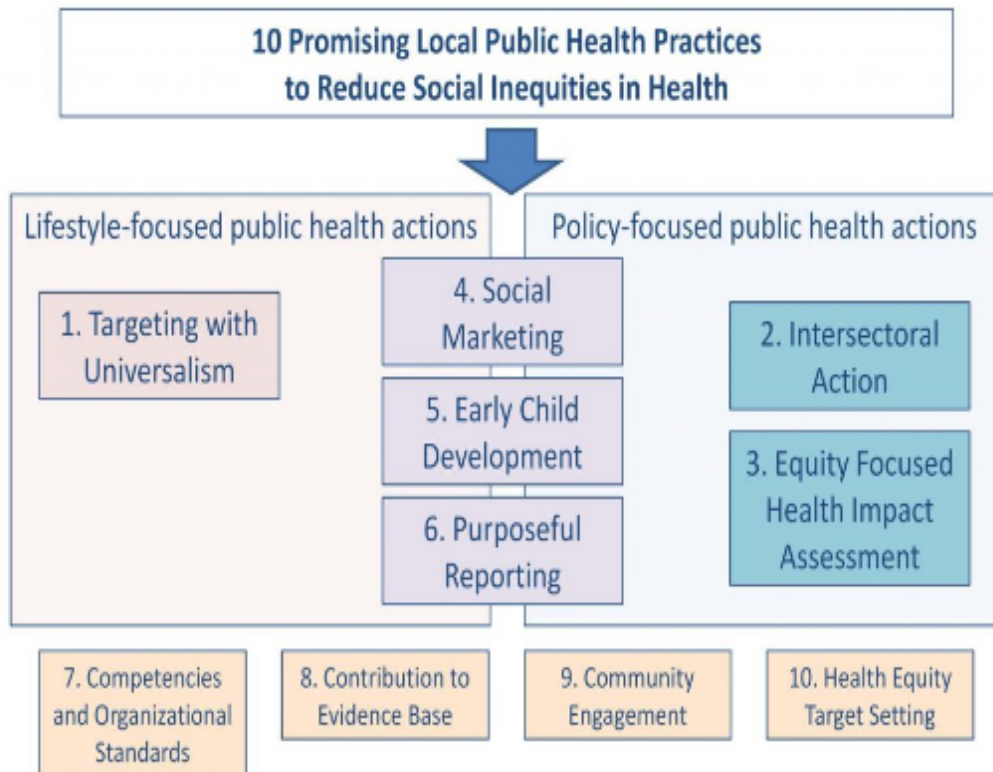 10 Promising Local Public Health Practices
to Reduce Social Inequities in Health
Lifestyle-focused public health actions
Policy-focused public health actions
1. Targeting with
Universalism
4. Social
Marketing
2. Intersectoral
Action
5. Early Child
Development
3. Equity Focused
Health Impact
Assessment
6. Purposeful
Reporting
7. Competencies
and Organizational
Standards
8. Contribution to
Evidence Base
9. Community
Engagement
10. Health Equity
Target Setting